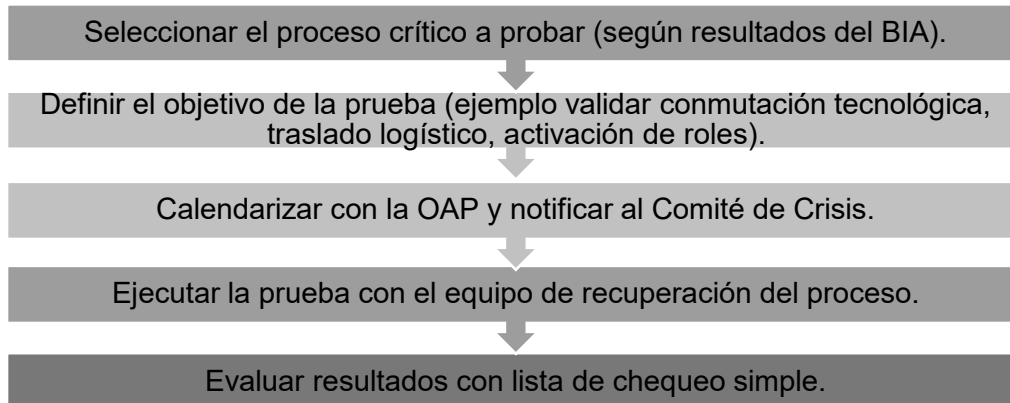 Seleccionar el proceso crítico a probar (según resultados del BIA).
Definir el objetivo de la prueba (ejemplo validar conmutación tecnológica,
traslado logístico, activación de roles).
Calendarizar con la OAP y notificar al Comité de Crisis.
Ejecutar la prueba con el equipo de recuperación del proceso.
Evaluar resultados con lista de chequeo simple.